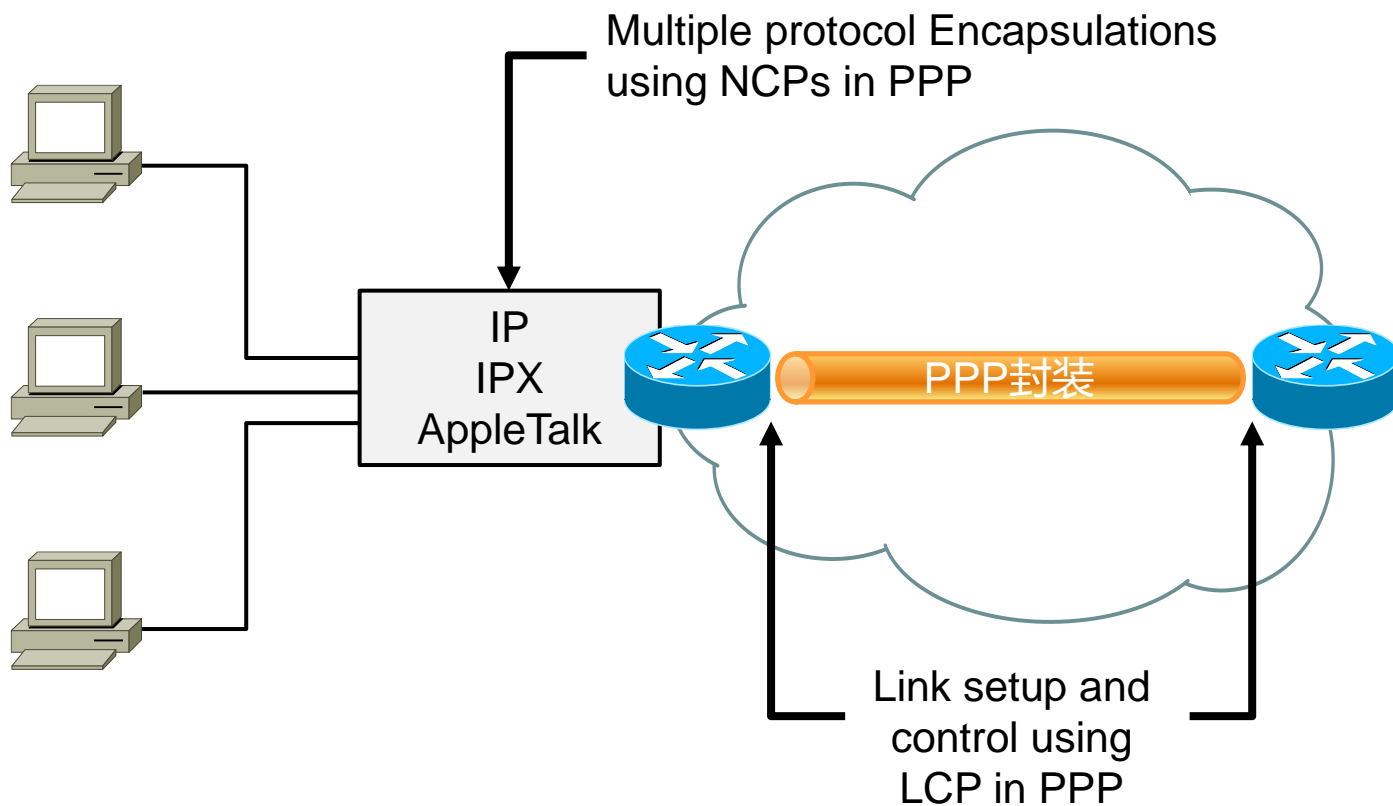 Multiple protocol Encapsulations
using NCPs in PPP
IP
IPX
AppleTalk
PPP封装
Link setup and
control using
LCP in PPP